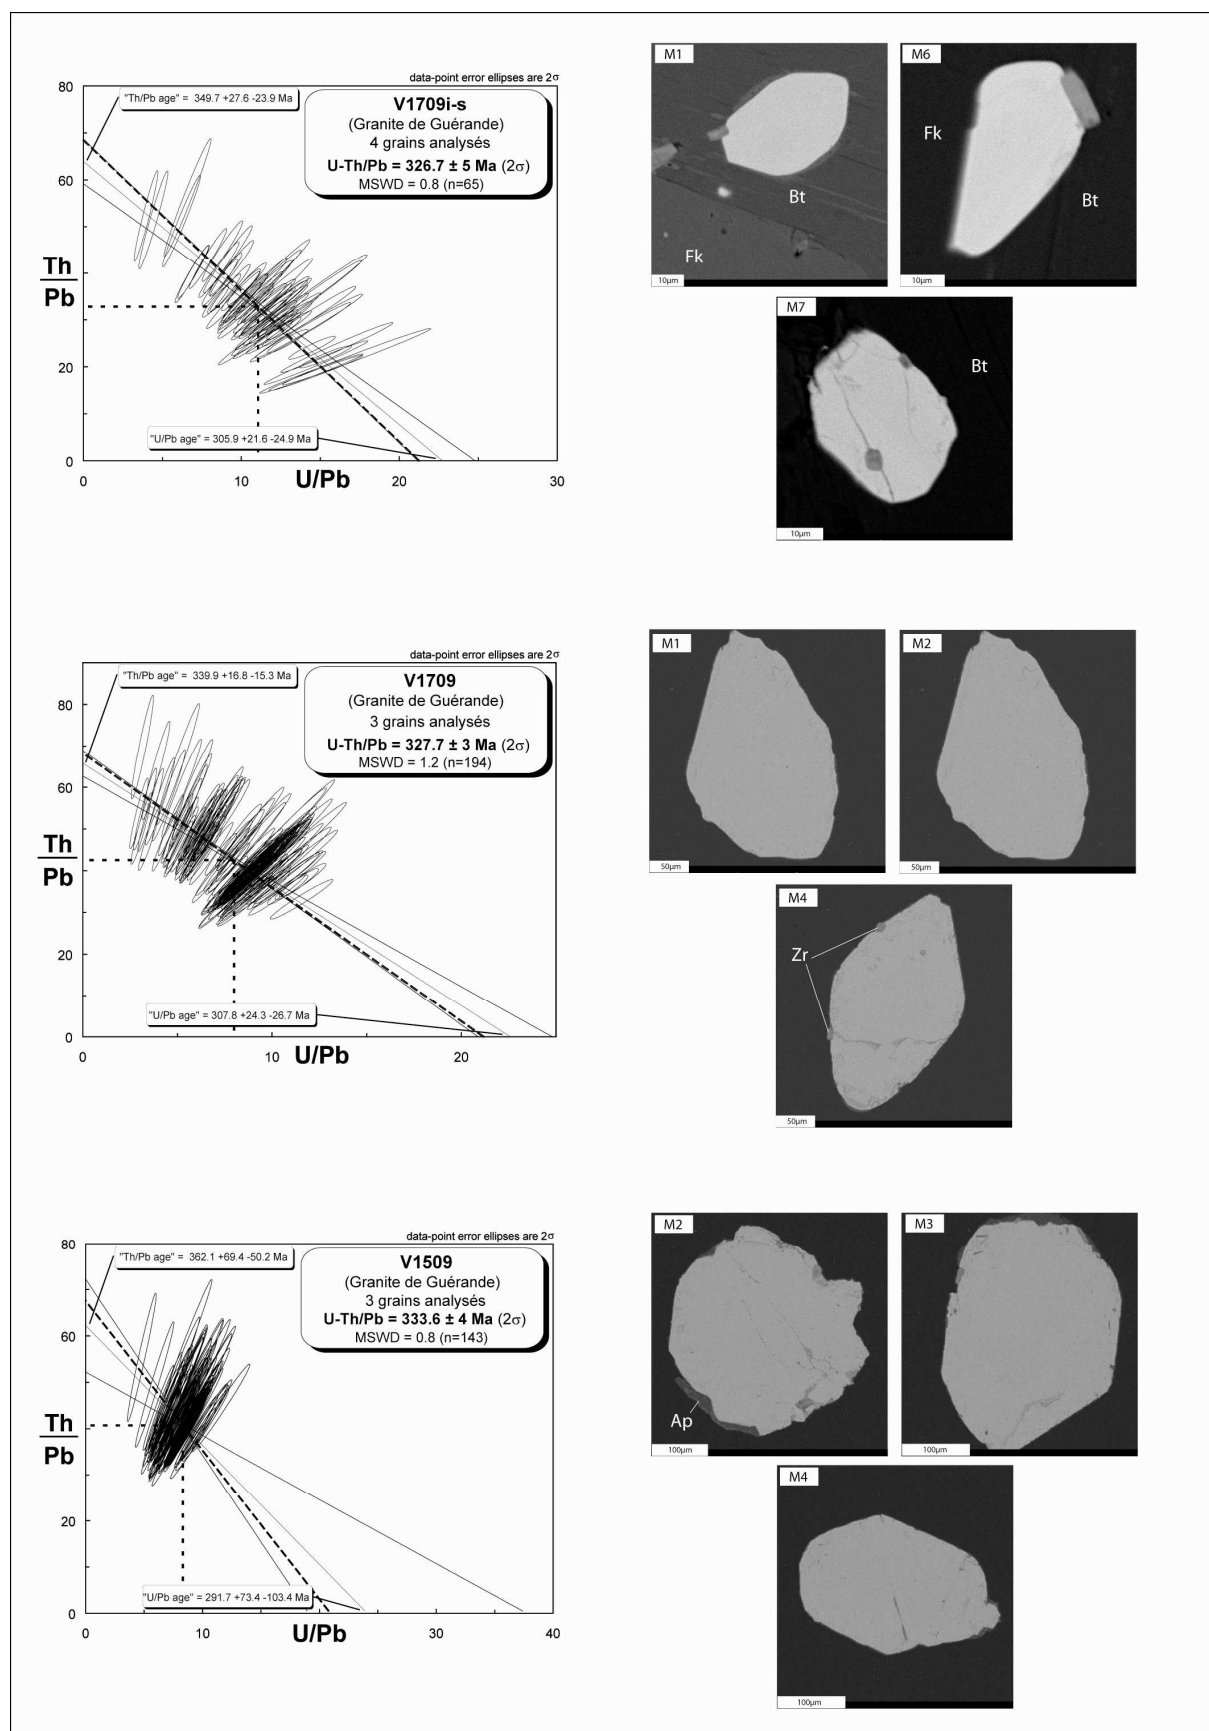 data-point error ellipses are 2σ
80
60
40
20
0
Th
Pb
"Th/Pb age" = 349.7 +27.6 -23.9 Ma
V1709i-s
(Granite de Guérande)
4 grains analysés
U-Th/Pb = 326.7 ± 5 Ma (2σ)
MSWD = 0.8 (n=65)
"U/Pb age" = 305.9 +21.6 -24.9 Ma
0 10 20 30
U/Pb
M1
Bt
Fk
10µm
M6
Fk
Bt
10µm
M7
Bt
10µm
data-point error ellipses are 2σ
80
60
20
0
Th
Pb
"Th/Pb age" = 339.9 +16.8 -15.3 Ma
V1709
(Granite de Guérande)
3 grains analysés
U-Th/Pb = 327.7 ± 3 Ma (2σ)
MSWD = 1.2 (n=194)
"U/Pb age" = 307.8 +24.3 -26.7 Ma
0 10 20
U/Pb
M1
50µm
M2
50µm
M4
Zr
50µm
data-point error ellipses are 2σ
80
60
20
0
Th
Pb
"Th/Pb age" = 362.1 +69.4 -50.2 Ma
V1509
(Granite de Guérande)
3 grains analysés
U-Th/Pb = 333.6 ± 4 Ma (2σ)
MSWD = 0.8 (n=143)
"U/Pb age" = 291.7 +73.4 -103.4 Ma
0 10 30 40
U/Pb
M2
Ap
100µm
M3
100µm
M4
100µm